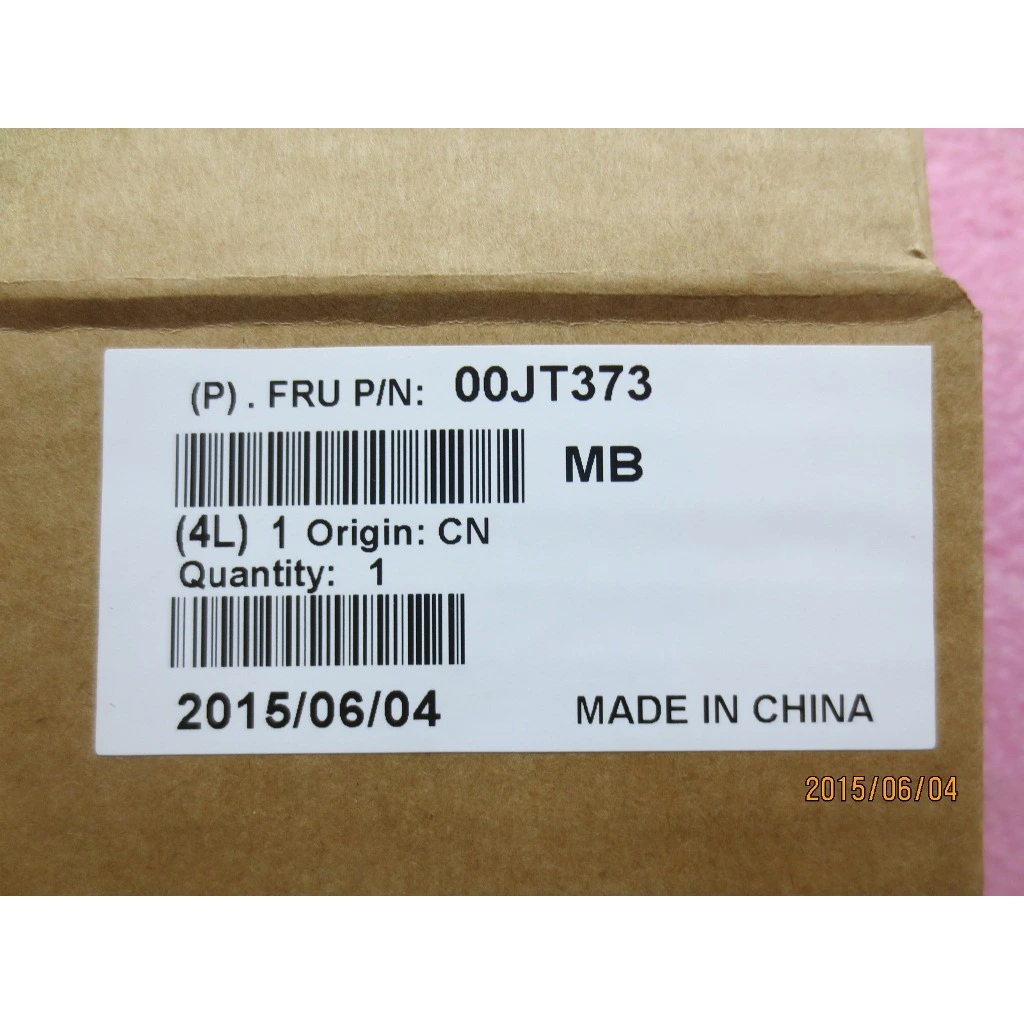 (P) . FRU P/N: 00JT373
MB
(4L) 1 Origin: CN
Quantity: 1
2015/06/04 MADE IN CHINA
2015/06/04